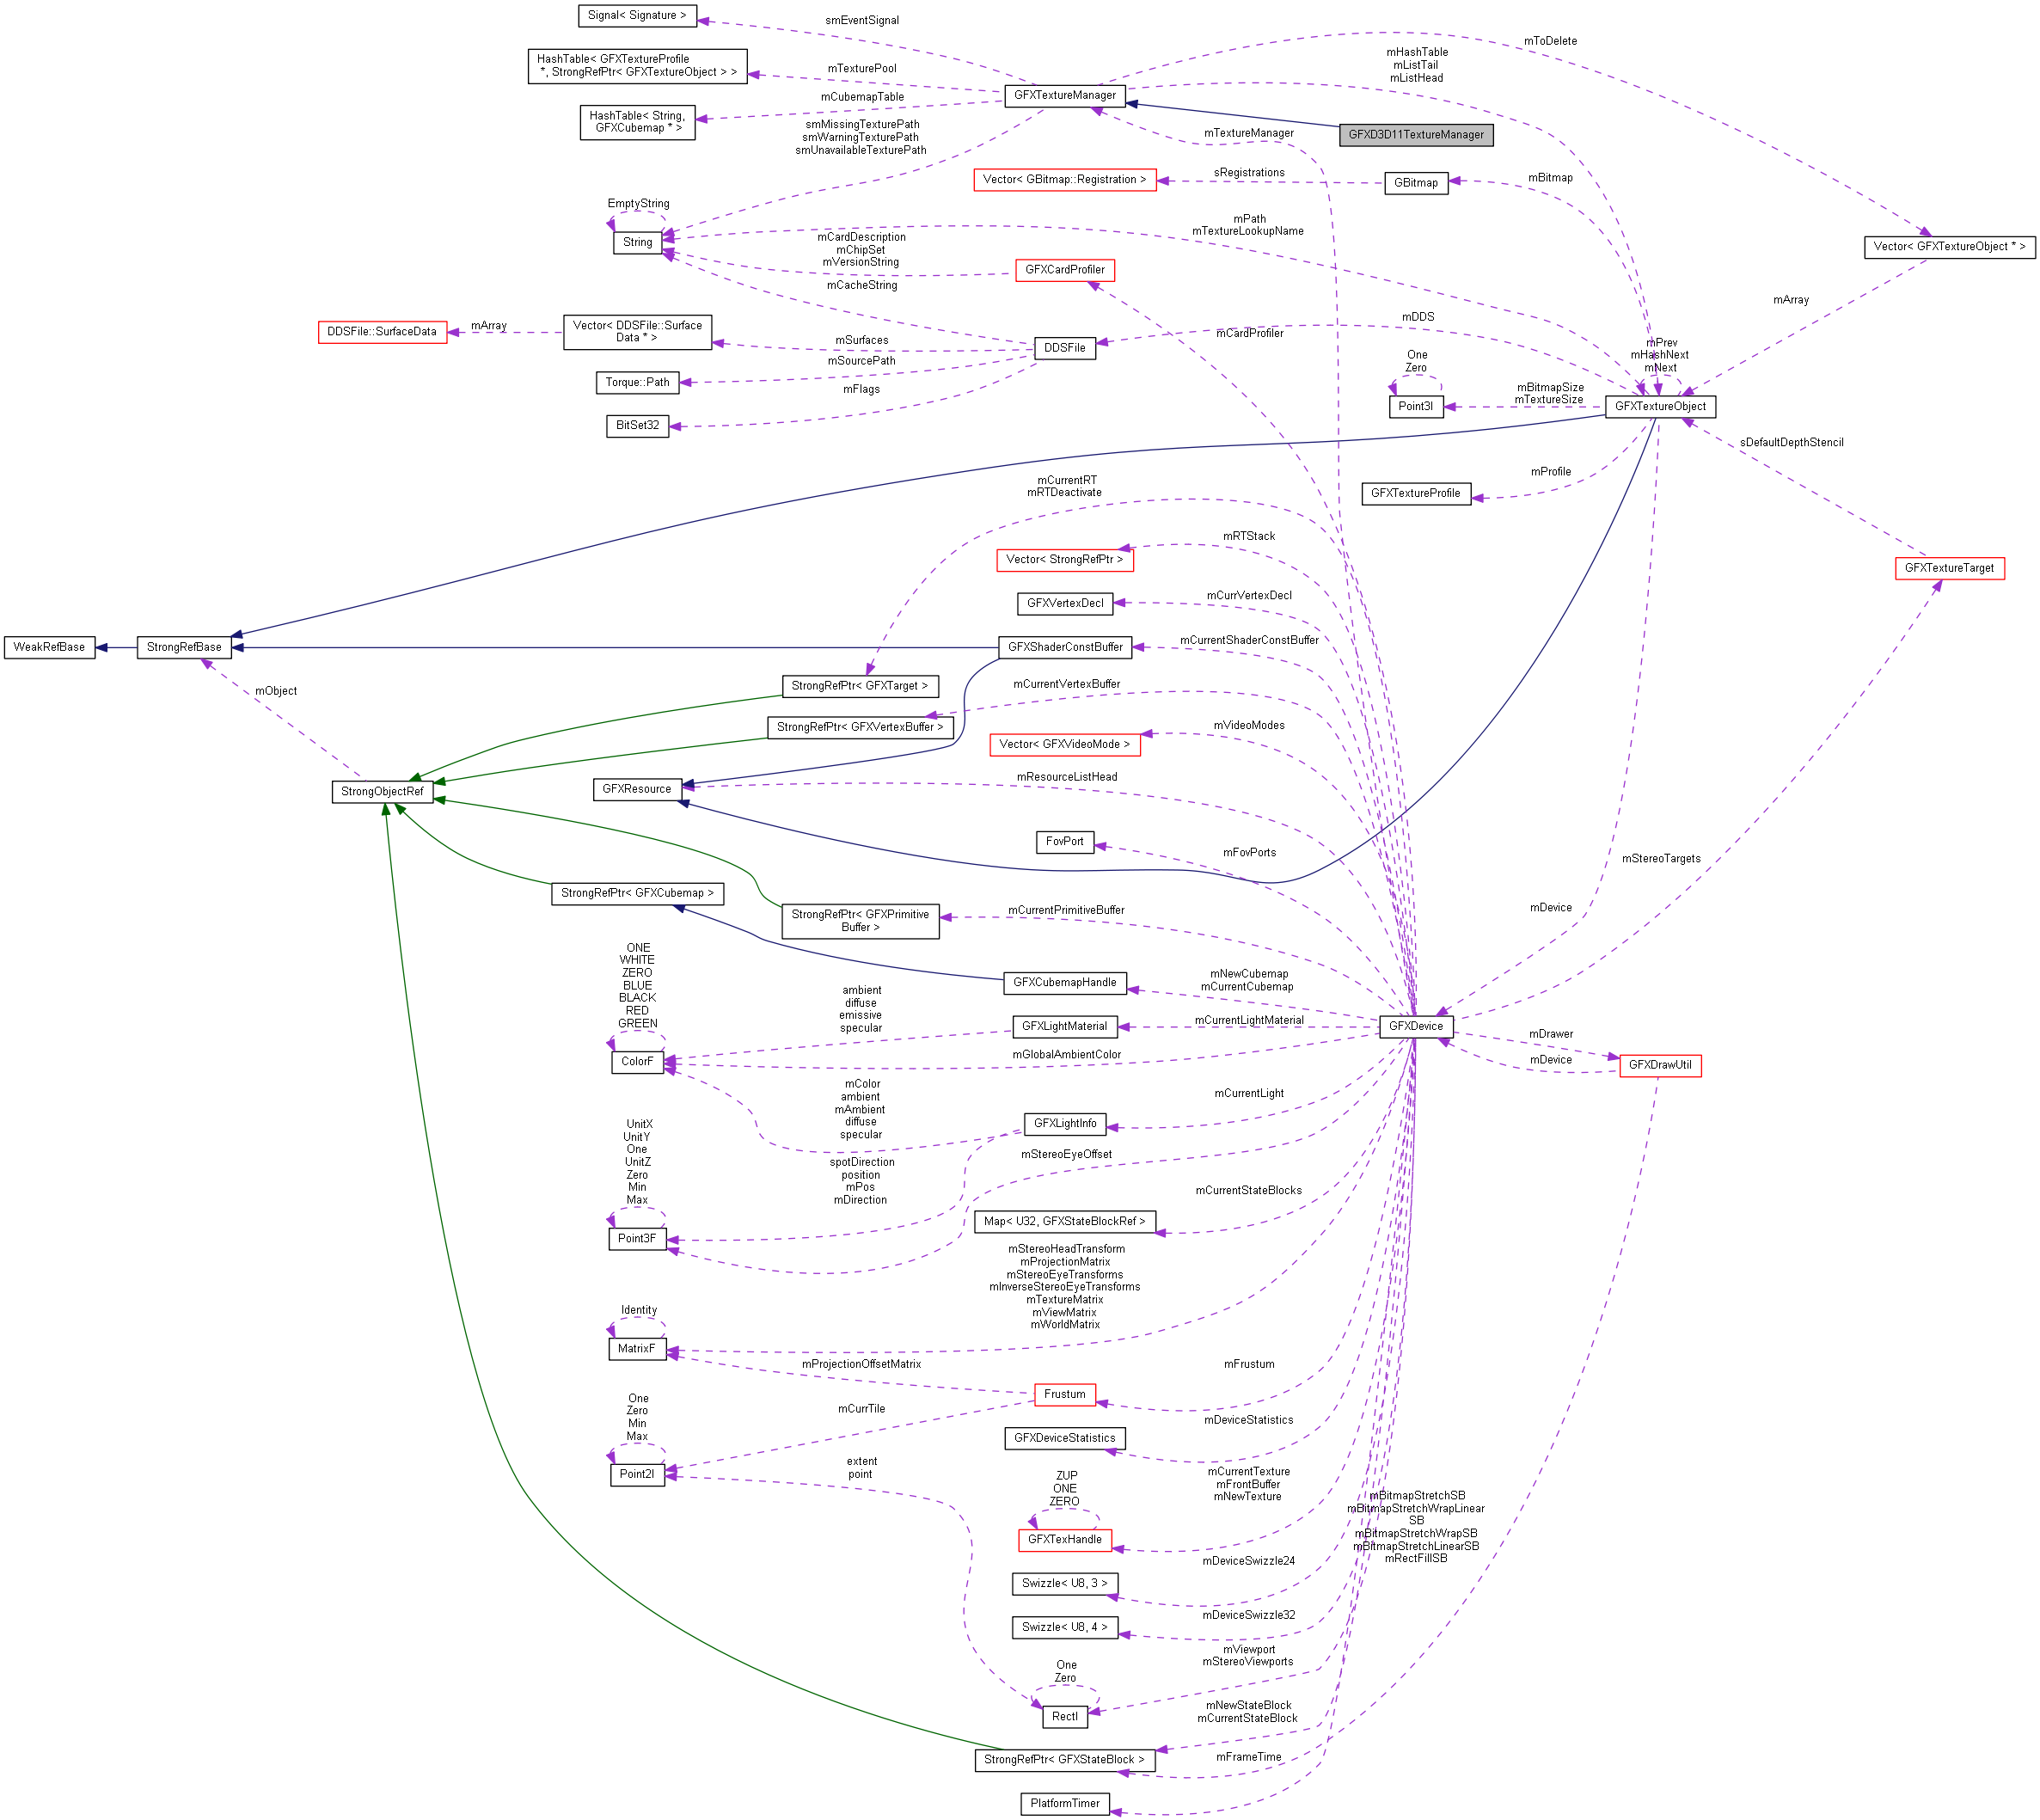 Signal< Signature >
smEventSignal
mToDelete
HashTable< GFXTextureProfile
*, StrongRefPtr< GFXTextureObject > >
mTexturePool
mHashTable
mListTail
mListHead
GFXTextureManager
mCubemapTable
HashTable< String,
GFXCubemap * >
smMissingTexturePath
smWarningTexturePath
smUnavailableTexturePath
mTextureManager
GFXD3D11TextureManager
Vector< GBitmap::Registration >
sRegistrations
GBitmap
mBitmap
EmptyString
String
mPath
mTextureLookupName
Vector< GFXTextureObject * >
mCardDescription
mChipSet
mVersionString
GFXCardProfiler
mCacheString
mArray
DDSFile::SurfaceData
mArray
Vector< DDSFile::Surface
Data * >
mSurfaces
DDSFile
mCardProfiler
mDDS
mPrev
mHashNext
mNext
mSourcePath
Torque::Path
One
Zero
mFlags
mBitmapSize
mTextureSize
Point3I
GFXTextureObject
BitSet32
sDefaultDepthStencil
mCurrentRT
mRTDeactivate
mProfile
GFXTextureProfile
mRTStack
Vector< StrongRefPtr >
GFXTextureTarget
GFXVertexDecl
mCurrVertexDecl
WeakRefBase
StrongRefBase
GFXShaderConstBuffer
mCurrentShaderConstBuffer
mObject
StrongRefPtr< GFXTarget >
mCurrentVertexBuffer
StrongRefPtr< GFXVertexBuffer >
mVideoModes
Vector< GFXVideoMode >
StrongObjectRef
GFXResource
mResourceListHead
FovPort
mFovPorts
mStereoTargets
StrongRefPtr< GFXCubemap >
StrongRefPtr< GFXPrimitive
Buffer >
mCurrentPrimitiveBuffer
mDevice
ONE
WHITE
ZERO
BLUE
BLACK
RED
GREEN
GFXCubemapHandle
mNewCubemap
mCurrentCubemap
ambient
diffuse
emissive
specular
GFXLightMaterial
mCurrentLightMaterial
GFXDevice
mDrawer
ColorF
mGlobalAmbientColor
mDevice
GFXDrawUtil
mColor
ambient
mAmbient
diffuse
specular
mCurrentLight
GFXLightInfo
UnitX
UnitY
One
UnitZ
Zero
Min
Max
mStereoEyeOffset
spotDirection
position
mPos
mDirection
mCurrentStateBlocks
Map< U32, GFXStateBlockRef >
Point3F
mStereoHeadTransform
mProjectionMatrix
mStereoEyeTransforms
mInverseStereoEyeTransforms
mTextureMatrix
mViewMatrix
mWorldMatrix
Identity
MatrixF
mProjectionOffsetMatrix
mFrustum
Frustum
One
Zero
Min
Max
mCurrTile
mDeviceStatistics
GFXDeviceStatistics
Point2I
extent
point
ZUP
ONE
ZERO
mCurrentTexture
mFrontBuffer
mNewTexture
GFXTexHandle
mBitmapStretchSB
mBitmapStretchWrapLinear
SB
mBitmapStretchWrapSB
mBitmapStretchLinearSB
mRectFillSB
mDeviceSwizzle24
Swizzle< U8, 3 >
mDeviceSwizzle32
Swizzle< U8, 4 >
One
Zero
mViewport
mStereoViewports
RectI
mNewStateBlock
mCurrentStateBlock
StrongRefPtr< GFXStateBlock >
mFrameTime
PlatformTimer